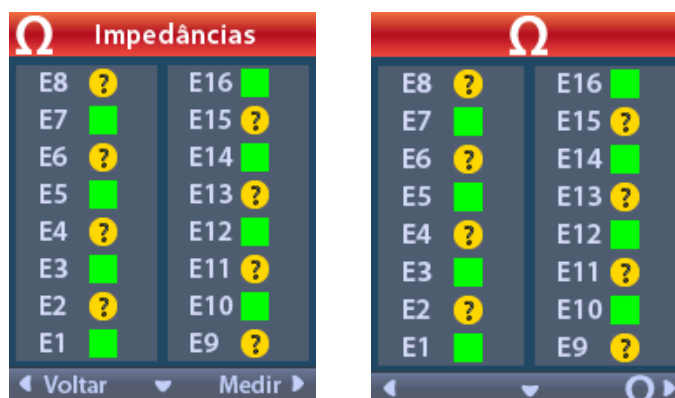 Ω Impedâncias
E8 ? E16
E7 E15 ?
E6 ? E14
E5 E13 ?
E4 ? E12
E3 E11 ?
E2 ? E10
E1 E9 ?
Voltar Medir
Ω
E8 ? E16
E7 E15 ?
E6 ? E14
E5 E13 ?
E4 ? E12
E3 E11 ?
E2 ? E10
E1 E9 ?
Ω